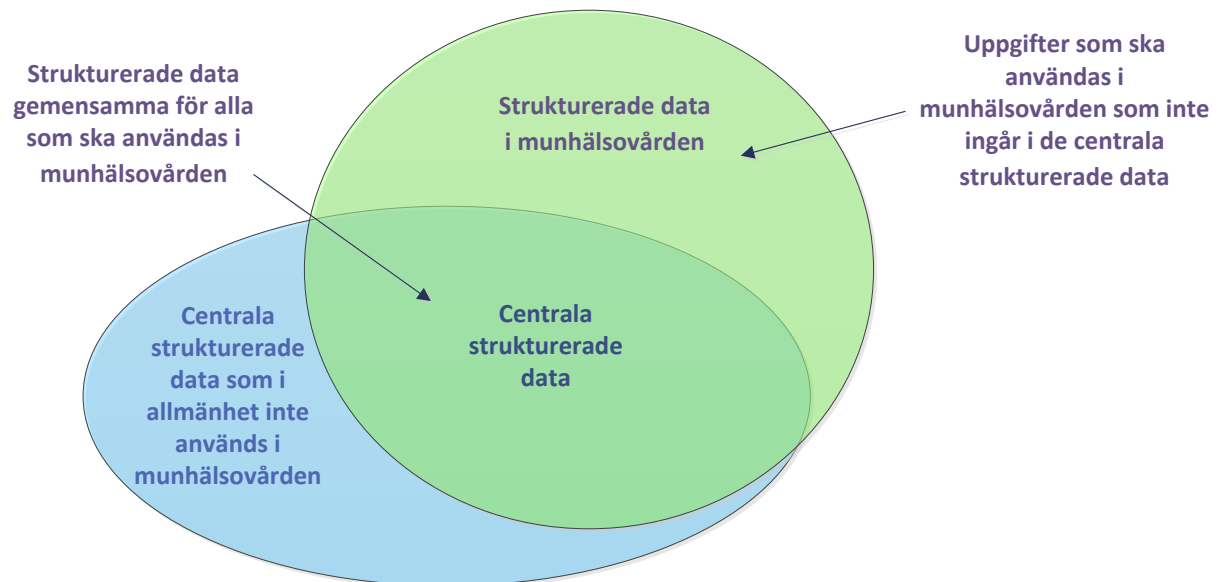 Strukturerade data
gemensamma för alla
som ska användas i
munhälsovården
Strukturerade data
i munhälsovården
Uppgifter som ska
användas i
munhälsovården som inte
ingår i de centrala
strukturerade data
Centrala
strukturerade
data som i
allmänhet inte
används i
munhälsovården
Centrala
strukturerade
data